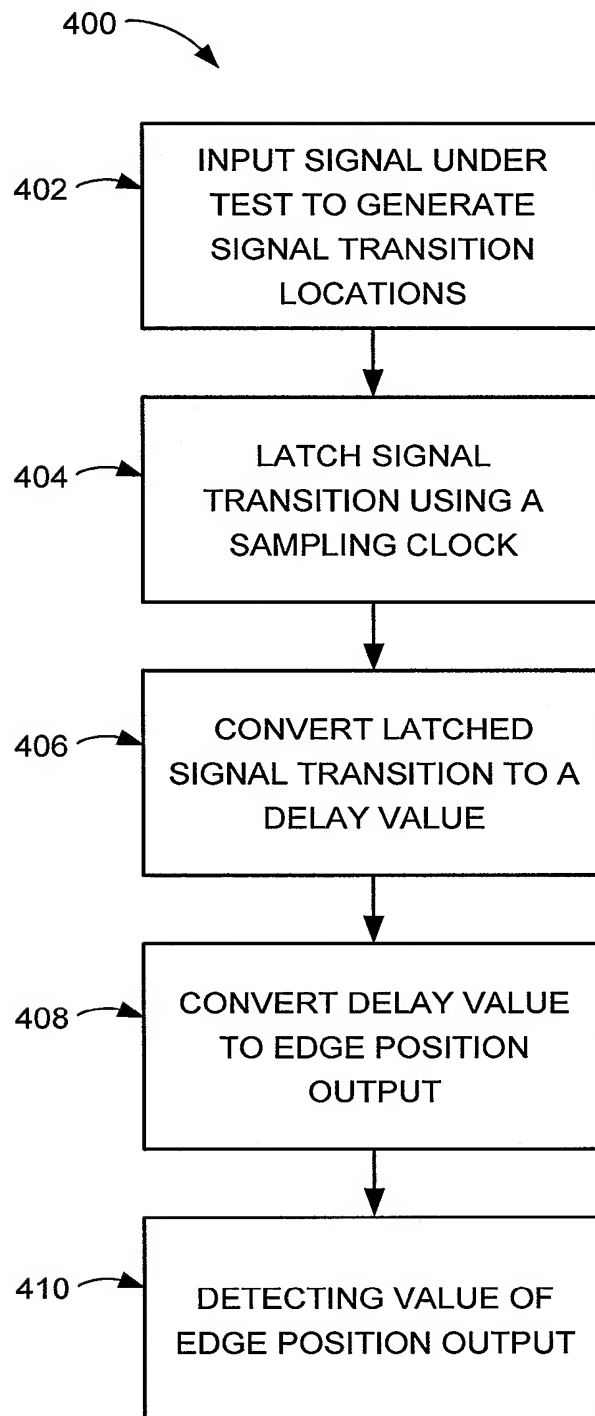 400
402
INPUT SIGNAL UNDER
TEST TO GENERATE
SIGNAL TRANSITION
LOCATIONS
404
LATCH SIGNAL
TRANSITION USING A
SAMPLING CLOCK
406
CONVERT LATCHED
SIGNAL TRANSITION TO A
DELAY VALUE
408
CONVERT DELAY VALUE
TO EDGE POSITION
OUTPUT
410
DETECTING VALUE OF
EDGE POSITION OUTPUT